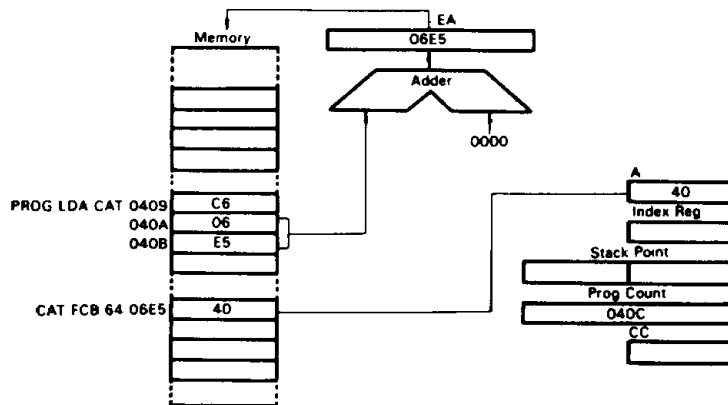 EA
Memory
06E5
Adder
0000
A
PROG LDA CAT 0409 C6 40
040A 06 Index Reg
040B E5
Stack Point
Prog Count
CAT FCB 64 06E5 40 040C
CC